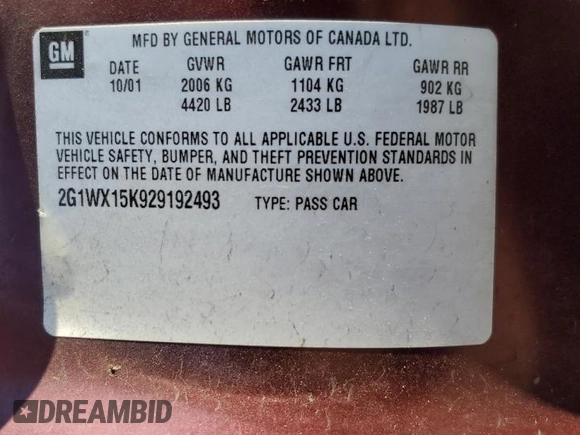 GM
MFD BY GENERAL MOTORS OF CANADA LTD.
DATE GVWR GAWR FRT GAWR RR
10/01 2006 KG 1104 KG 902 KG
4420 LB 2433 LB 1987 LB
THIS VEHICLE CONFORMS TO ALL APPLICABLE U.S. FEDERAL MOTOR
VEHICLE SAFETY, BUMPER, AND THEFT PREVENTION STANDARDS IN
EFFECT ON THE DATE OF MANUFACTURE SHOWN ABOVE.
2G1WX15K929192493 TYPE: PASS CAR
DREAMBID